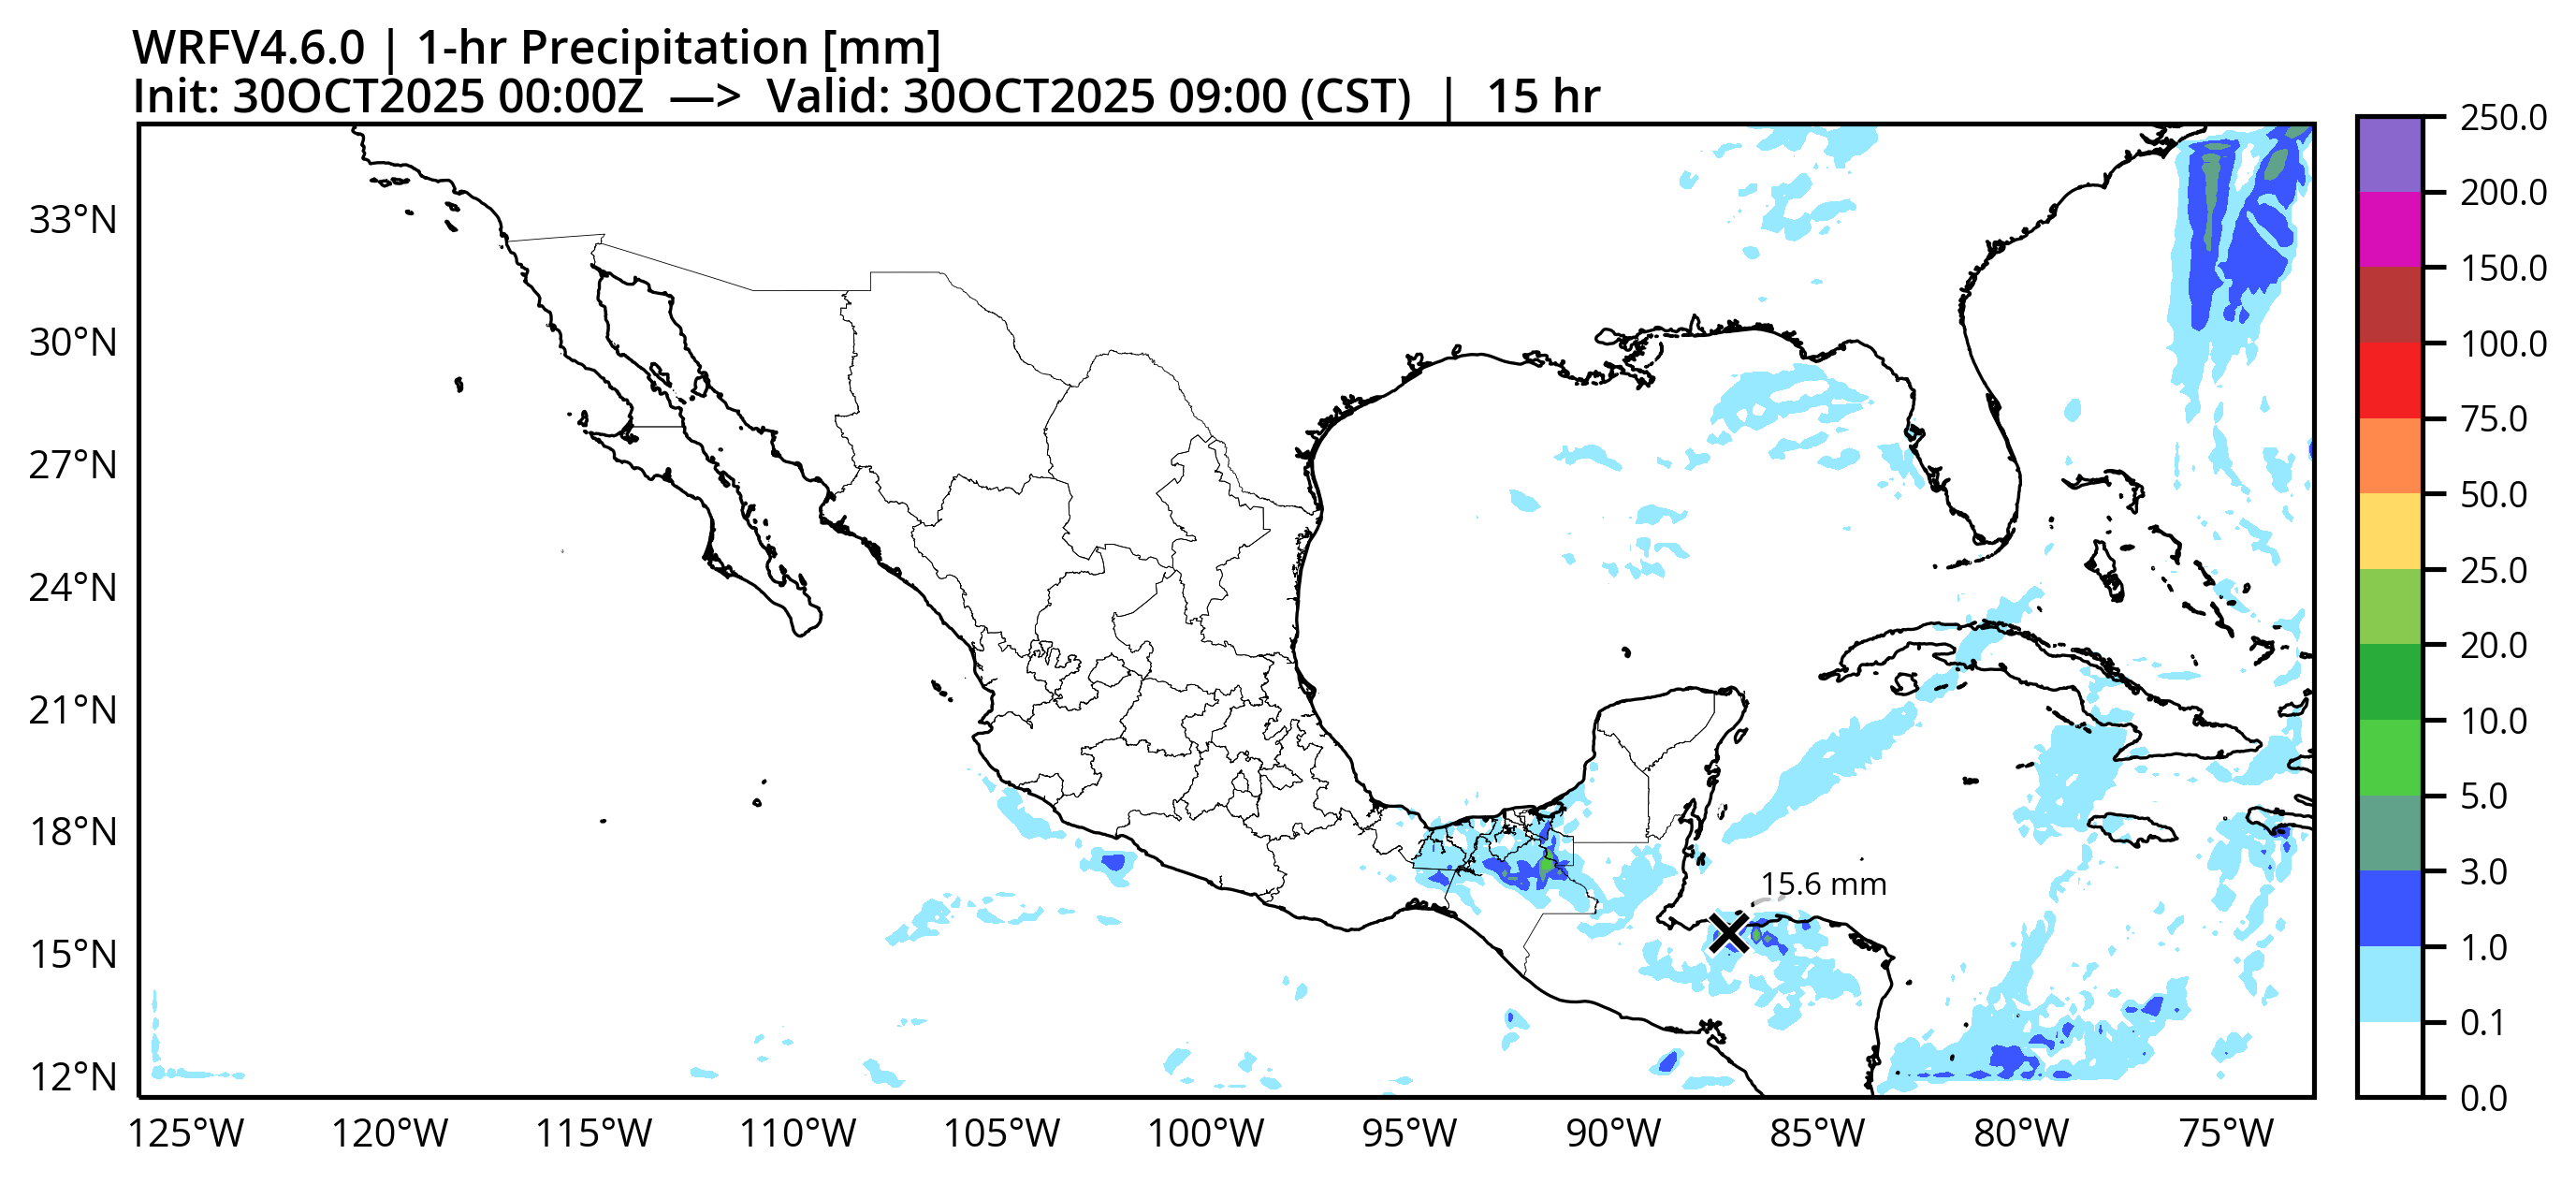 WRFV4.6.0 | 1-hr Precipitation [mm]
Init: 30OCT2025 00:00Z —> Valid: 30OCT2025 09:00 (CST) | 15 hr
250.0
200.0
150.0
100.0
75.0
50.0
25.0
20.0
10.0
5.0
3.0
1.0
0.1
0.0
33°N
30°N
27°N
24°N
21°N
18°N
15°N
12°N
15.6 mm
125°W 120°W 115°W 110°W 105°W 100°W 95°W 90°W 85°W 80°W 75°W